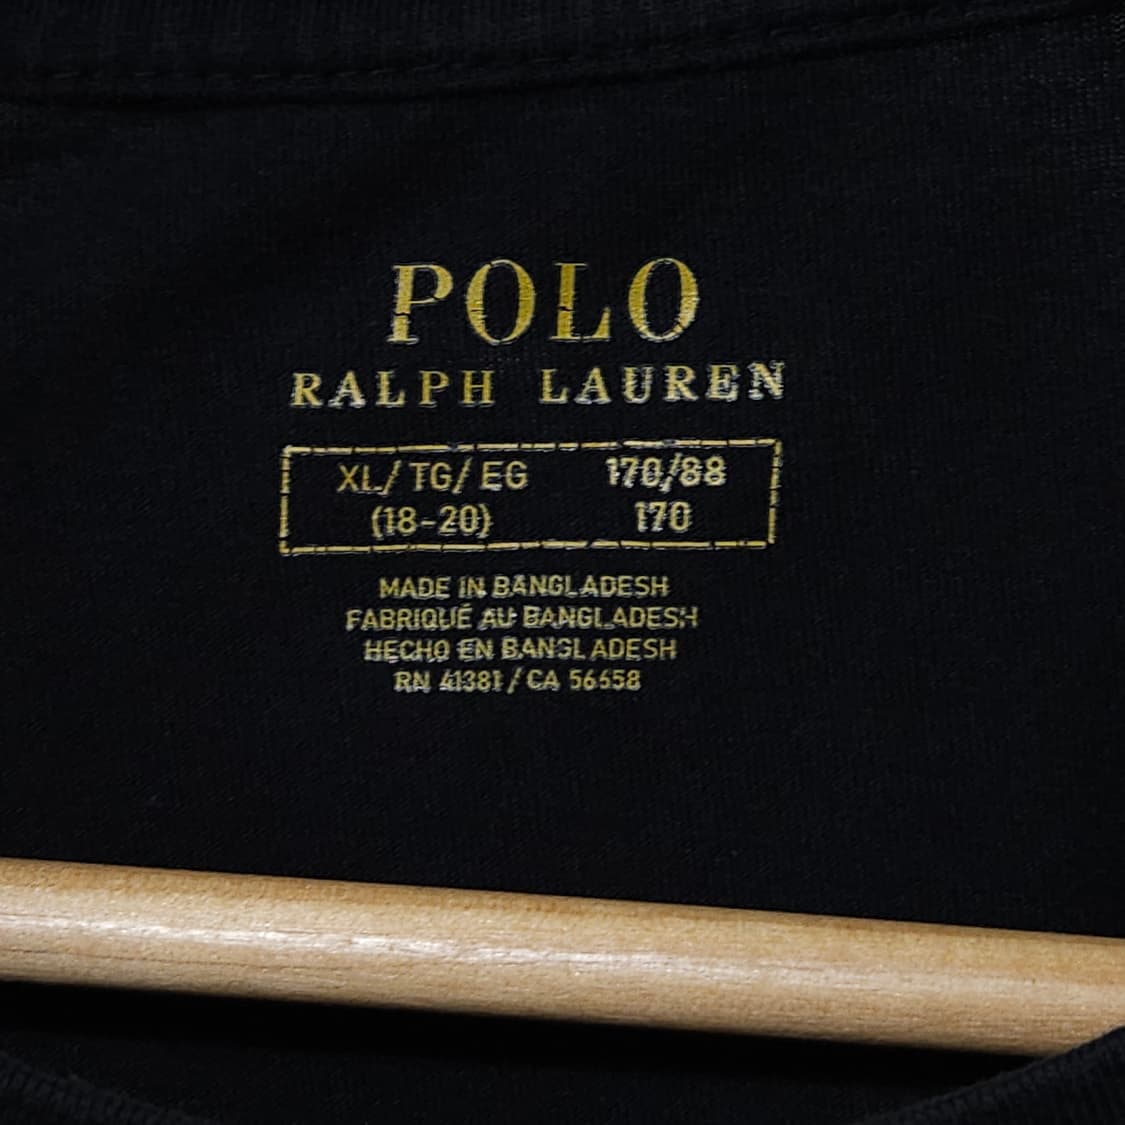 POLO
RALPH LAUREN
XL/TG/EG 170/88
(18-20) 170
MADE IN BANGLADESH
FABRIQUÉ AU BANGLADESH
HECHO EN BANGLADESH
RN 41381 / CA 56658